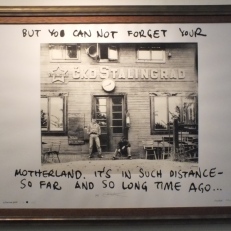 BUT YOU CAN NOT FORGET YOUR
ČKD STALINGRAD
MOTHERLAND. IT'S IN SUCH DISTANCE-
SO FAR AND SO LONG TIME AGO...